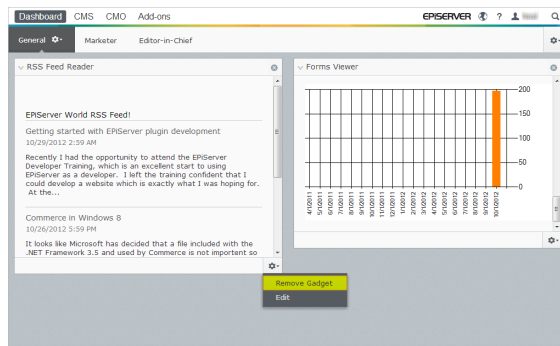 Dashboard CMS CMO Add-ons EPISERVER ?
General Marketer Editor-in-Chief
RSS Feed Reader
EPiServer World RSS Feed!
Getting started with EPiServer plugin development
10/29/2012 2:59 AM
Recently I had the opportunity to attend the EPiServer
Developer Training, which is an excellent start to using
EPiServer as a developer. I left the training confident that I
could develop a website which is exactly what I was hoping for.
At the...
Commerce in Windows 8
10/26/2012 5:59 PM
It looks like Microsoft has decided that a file included with the
.NET Framework 3.5 and used by Commerce is not importent so
Remove Gadget
Edit
Forms Viewer
200
150
100
50
0
4/1/2011
5/1/2011
6/1/2011
7/1/2011
8/1/2011
9/1/2011
10/1/2011
11/1/2011
12/1/2011
1/1/2012
2/1/2012
3/1/2012
4/1/2012
5/1/2012
6/1/2012
7/1/2012
8/1/2012
9/1/2012
10/1/2012